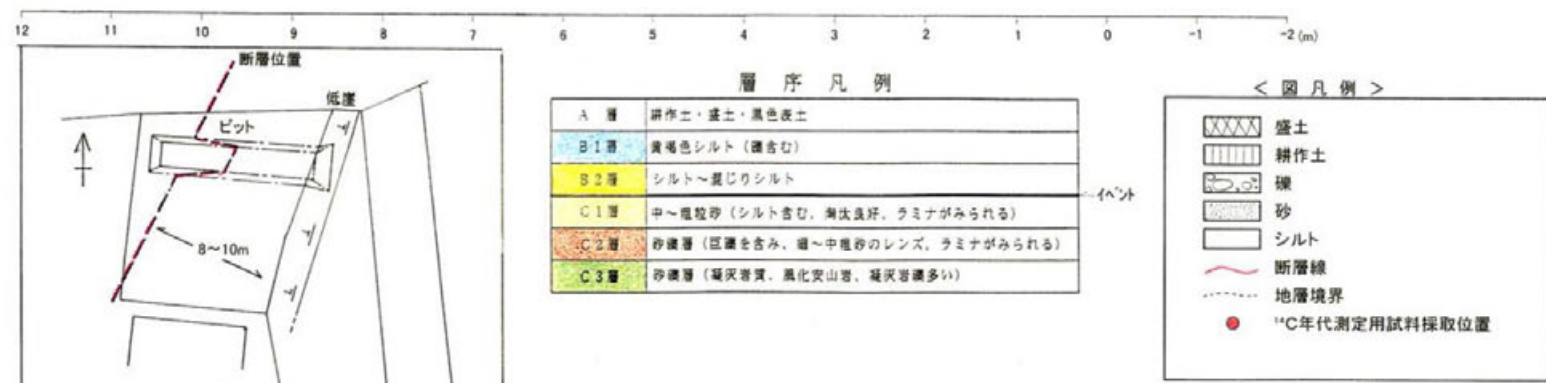 12 11 10 9 8 7 6 5 4 3 2 1 0 -1 -2 (m)
断層位置
低崖
ピット
8～10m
層序凡例
A 層 耕作土・盛土・黒色表土
B1層 黄褐色シルト（礫含む）
B2層 シルト～混じりシルト
イベント
C1層 中～粗粒砂（シルト含む、淘汰良好、ラミナがみられる）
C2層 砂礫層（巨礫を含み、細～中粗砂のレンズ、ラミナがみられる）
C3層 砂礫層（凝灰岩質、風化安山岩、凝灰岩礫多い）
＜図凡例＞
盛土
耕作土
礫
砂
シルト
断層線
地層境界
¹⁴C年代測定用試料採取位置